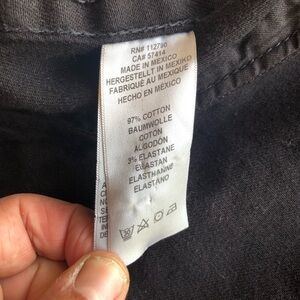 RN# 112790
CA# 57414
MADE IN MEXICO
HERGESTELLT IN MEXIKO
FABRIQUÉ AU MEXIQUE
HECHO EN MÉXICO
97% COTTON
BAUMWOLLE
COTON
ALGODON
3% ELASTANE
ELASTAN
ELASTHANNE
ELASTANO